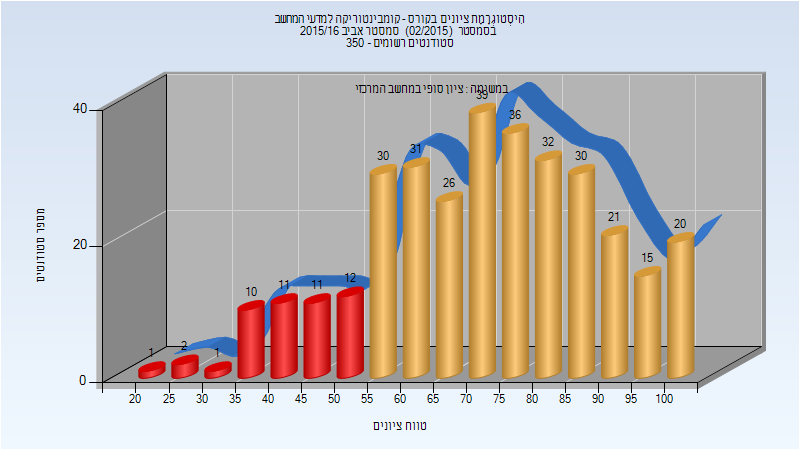 היסטוגרמת ציונים בקורס - קומבינטוריקה למדעי המחשב
בסמסטר (02/2015) סמסטר אביב 2015/16
סטודנטים רשומים - 350
במשימה : ציון סופי במחשב המרכזי
מספר סטודנטים
40
20
0
1 2 1 10 11 11 12 30 31 26 39 36 32 30 21 15 20
20 25 30 35 40 45 50 55 60 65 70 75 80 85 90 95 100
טווח ציונים